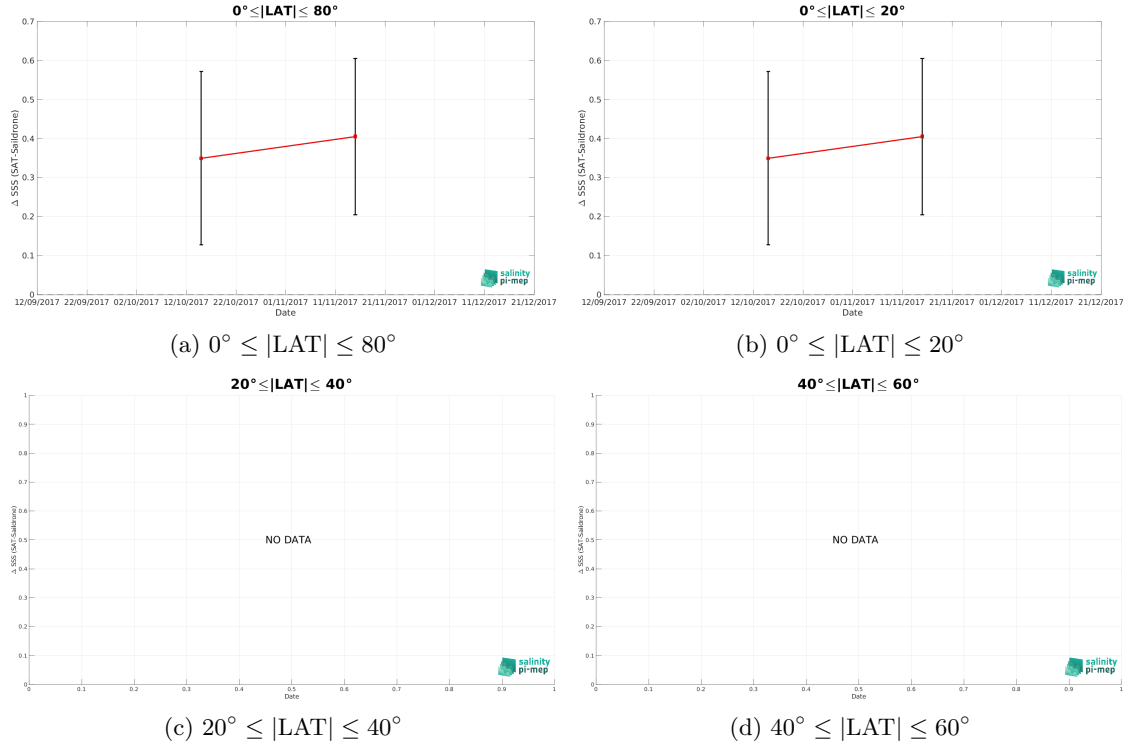 0°≤|LAT|≤ 80°
0.7
0.6
0.5
0.4
0.3
0.2
0.1
0
Δ SSS (SAT-Saildrone)
12/09/2017 22/09/2017 02/10/2017 12/10/2017 22/10/2017 01/11/2017 11/11/2017 21/11/2017 01/12/2017 11/12/2017 21/12/2017
Date
salinity
pi-mep
(a) 0° ≤ |LAT| ≤ 80°
0°≤|LAT|≤ 20°
0.7
0.6
0.5
0.4
0.3
0.2
0.1
0
Δ SSS (SAT-Saildrone)
12/09/2017 22/09/2017 02/10/2017 12/10/2017 22/10/2017 01/11/2017 11/11/2017 21/11/2017 01/12/2017 11/12/2017 21/12/2017
Date
salinity
pi-mep
(b) 0° ≤ |LAT| ≤ 20°
20°≤|LAT|≤ 40°
1
0.9
0.8
0.7
0.6
0.5
0.4
0.3
0.2
0.1
0
Δ SSS (SAT-Saildrone)
NO DATA
0 0.1 0.2 0.3 0.4 0.5 0.6 0.7 0.8 0.9 1
Date
salinity
pi-mep
(c) 20° ≤ |LAT| ≤ 40°
40°≤|LAT|≤ 60°
1
0.9
0.8
0.7
0.6
0.5
0.4
0.3
0.2
0.1
0
Δ SSS (SAT-Saildrone)
NO DATA
0 0.1 0.2 0.3 0.4 0.5 0.6 0.7 0.8 0.9 1
Date
salinity
pi-mep
(d) 40° ≤ |LAT| ≤ 60°